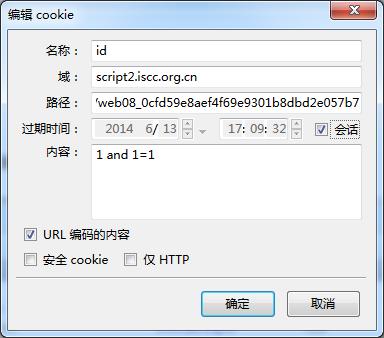 编辑 cookie
名称： id
域： script2.iscc.org.cn
路径： /web08_0cfd59e8aef4f69e9301b8dbd2e057b7
过期时间： 2014 6/ 13 17: 09: 32 会话
内容： 1 and 1=1
URL 编码的内容
安全 cookie 仅 HTTP
确定 取消